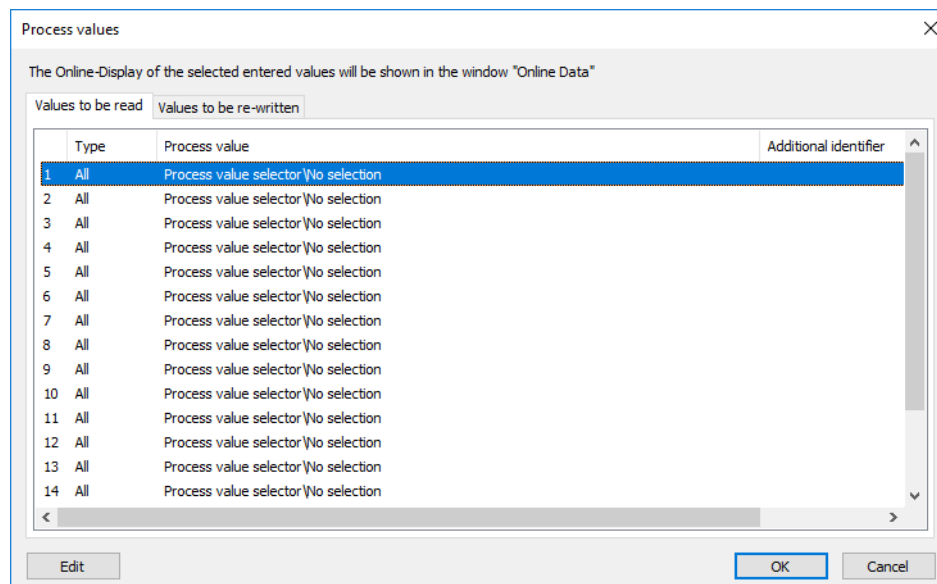 Process values
The Online-Display of the selected entered values will be shown in the window "Online Data"
Values to be read Values to be re-written
Type Process value Additional identifier
1 All Process value selector\No selection
2 All Process value selector\No selection
3 All Process value selector\No selection
4 All Process value selector\No selection
5 All Process value selector\No selection
6 All Process value selector\No selection
7 All Process value selector\No selection
8 All Process value selector\No selection
9 All Process value selector\No selection
10 All Process value selector\No selection
11 All Process value selector\No selection
12 All Process value selector\No selection
13 All Process value selector\No selection
14 All Process value selector\No selection
Edit OK Cancel